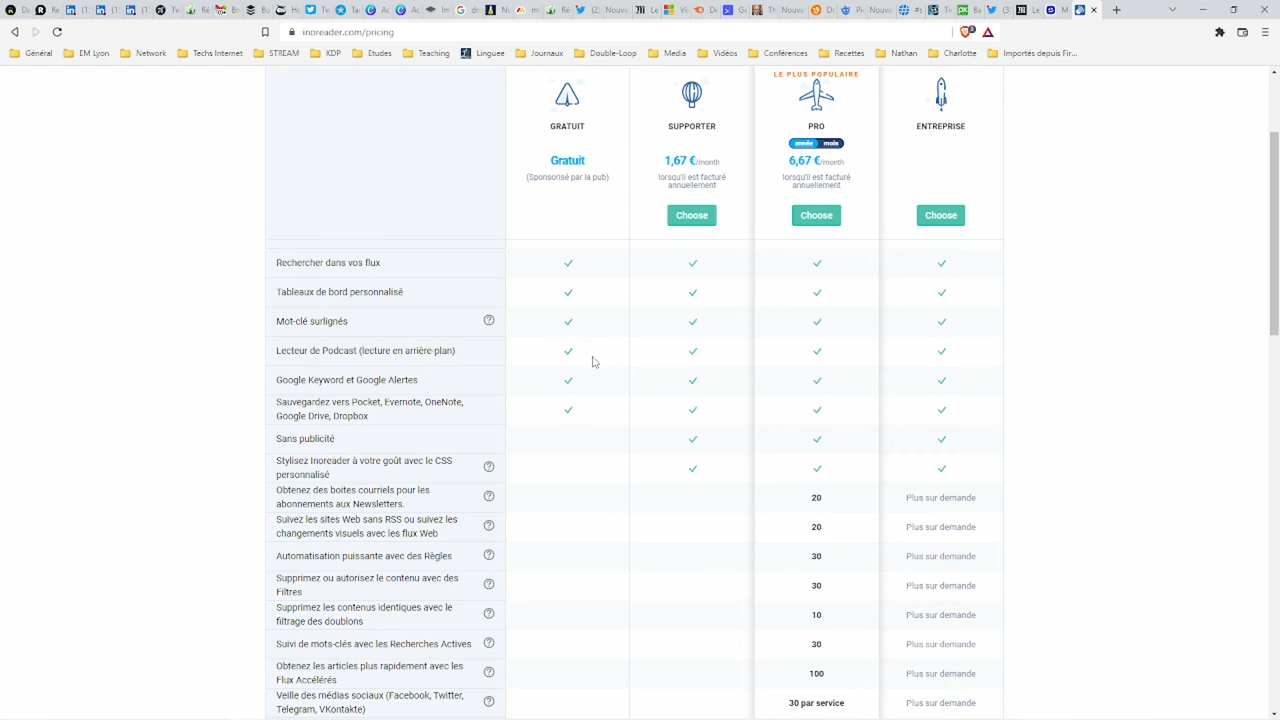 inoreader.com/pricing
Général
EM Lyon
Network
Techs Internet
STREAM
KDP
Etudes
Teaching
Linguee
Journaux
Double-Loop
Media
Vidéos
Conférences
Recettes
Nathan
Charlotte
Importés depuis Fir...
LE PLUS POPULAIRE
GRATUIT
SUPPORTER
PRO
ENTREPRISE
année mois
Gratuit
1,67 €/month
6,67 €/month
(Sponsorisé par la pub)
lorsqu'il est facturé
annuellement
lorsqu'il est facturé
annuellement
Choose
Choose
Choose
Rechercher dans vos flux
Tableaux de bord personnalisé
Mot-clé surlignés
Lecteur de Podcast (lecture en arrière-plan)
Google Keyword et Google Alertes
Sauvegardez vers Pocket, Evernote, OneNote,
Google Drive, Dropbox
Sans publicité
Stylisez Inoreader à votre goût avec le CSS
personnalisé
Obtenez des boites courriels pour les
abonnements aux Newsletters.
20
Plus sur demande
Suivez les sites Web sans RSS ou suivez les
changements visuels avec les flux Web
20
Plus sur demande
Automatisation puissante avec des Règles
30
Plus sur demande
Supprimez ou autorisez le contenu avec des
Filtres
30
Plus sur demande
Supprimez les contenus identiques avec le
filtrage des doublons
10
Plus sur demande
Suivi de mots-clés avec les Recherches Actives
30
Plus sur demande
Obtenez les articles plus rapidement avec les
Flux Accélérés
100
Plus sur demande
Veille des médias sociaux (Facebook, Twitter,
Telegram, VKontakte)
30 par service
Plus sur demande